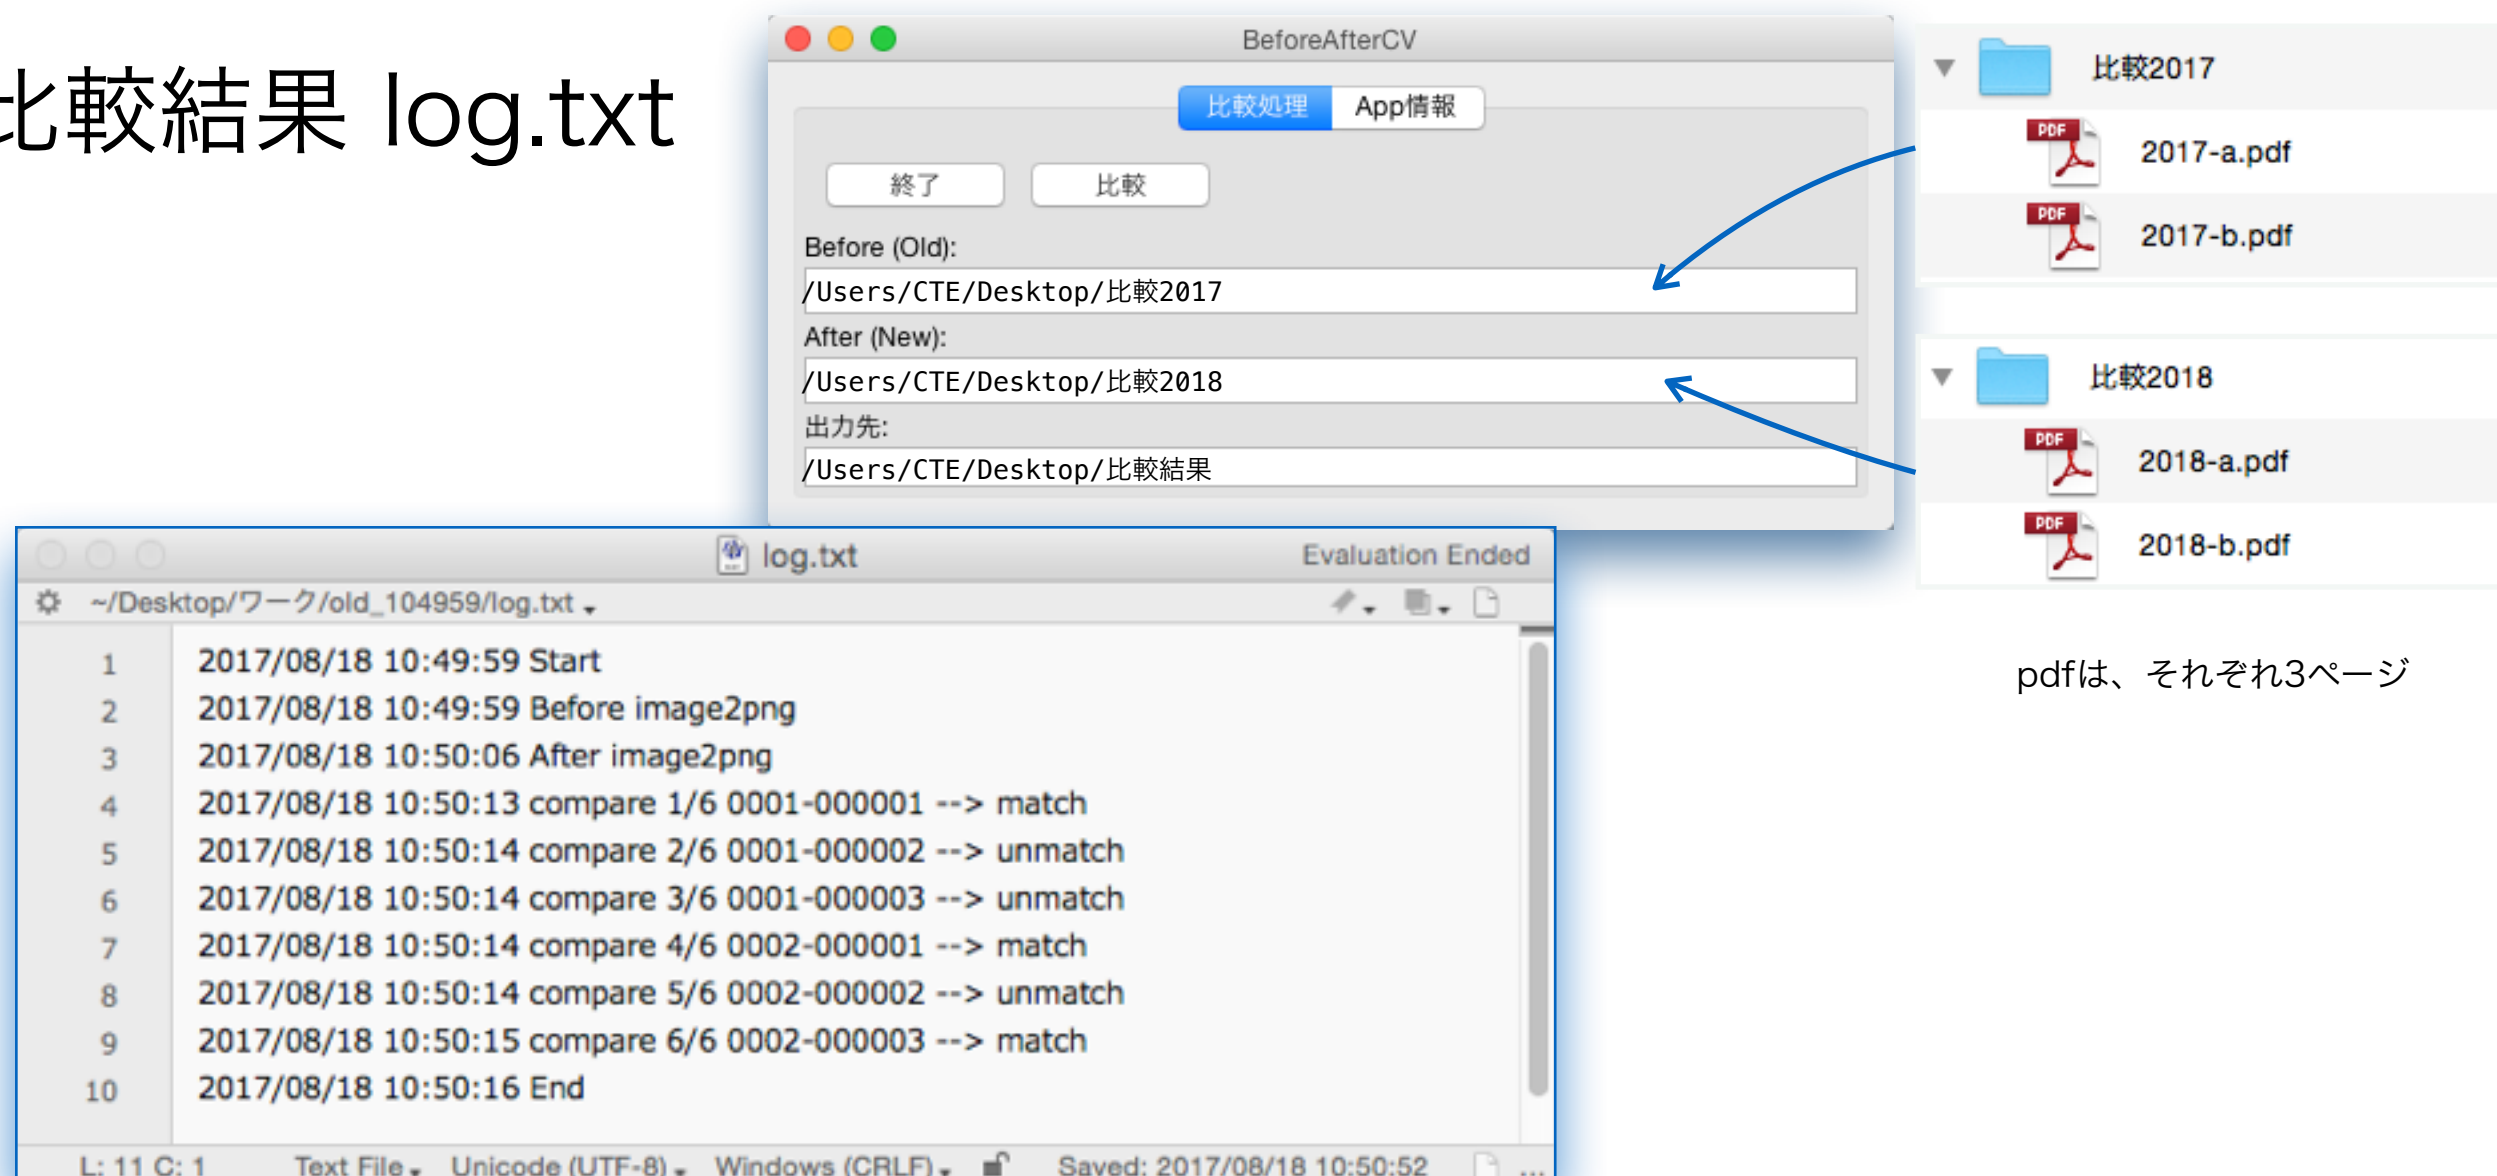 比較結果 log.txt
BeforeAfterCV
比較処理 App情報
終了 比較
Before (Old):
/Users/CTE/Desktop/比較2017
After (New):
/Users/CTE/Desktop/比較2018
出力先:
/Users/CTE/Desktop/比較結果
比較2017
PDF 2017-a.pdf
PDF 2017-b.pdf
比較2018
PDF 2018-a.pdf
PDF 2018-b.pdf
pdfは、それぞれ3ページ
log.txt Evaluation Ended
~/Desktop/ワーク/old_104959/log.txt
1 2017/08/18 10:49:59 Start
2 2017/08/18 10:49:59 Before image2png
3 2017/08/18 10:50:06 After image2png
4 2017/08/18 10:50:13 compare 1/6 0001-000001 --> match
5 2017/08/18 10:50:14 compare 2/6 0001-000002 --> unmatch
6 2017/08/18 10:50:14 compare 3/6 0001-000003 --> unmatch
7 2017/08/18 10:50:14 compare 4/6 0002-000001 --> match
8 2017/08/18 10:50:14 compare 5/6 0002-000002 --> unmatch
9 2017/08/18 10:50:15 compare 6/6 0002-000003 --> match
10 2017/08/18 10:50:16 End
L: 11 C: 1 Text File Unicode (UTF-8) Windows (CRLF) Saved: 2017/08/18 10:50:52 ...